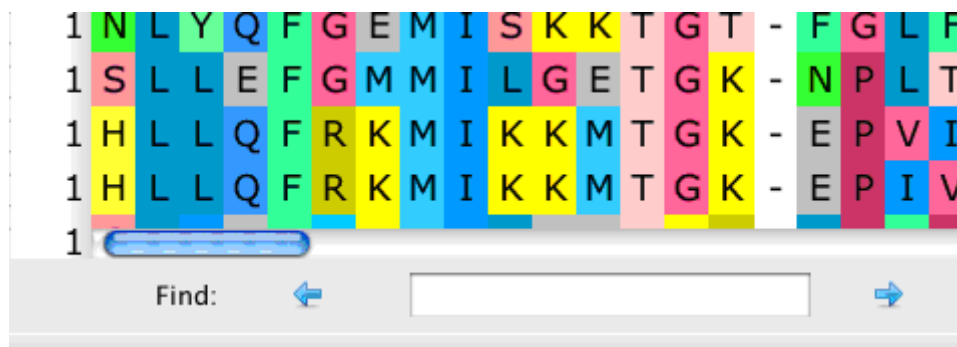 1 N L Y Q F G E M I S K K T G T - F G L F
1 S L L E F G M M I L G E T G K - N P L T
1 H L L Q F R K M I K K M T G K - E P V I
1 H L L Q F R K M I K K M T G K - E P I V
1
Find: